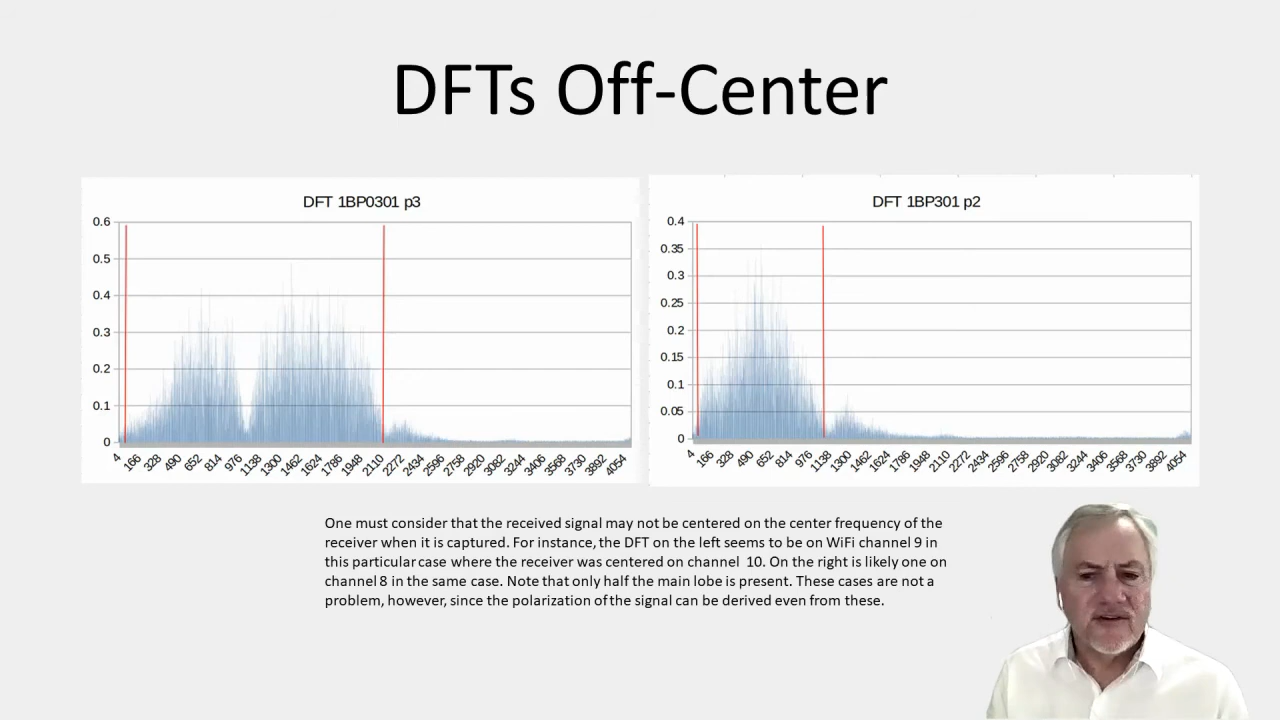 DFTs Off-Center
DFT 1BP0301 p3
0.6
0.5
0.4
0.3
0.2
0.1
0
4 166 328 490 652 814 976 1138 1300 1462 1624 1786 1948 2110 2272 2434 2596 2758 2920 3082 3244 3406 3568 3730 3892 4054
DFT 1BP301 p2
0.4
0.35
0.3
0.25
0.2
0.15
0.1
0.05
0
4 166 328 490 652 814 976 1138 1300 1462 1624 1786 1948 2110 2272 2434 2596 2758 2920 3082 3244 3406 3568 3730 3892 4054
One must consider that the received signal may not be centered on the center frequency of the
receiver when it is captured. For instance, the DFT on the left seems to be on WiFi channel 9 in
this particular case where the receiver was centered on channel 10. On the right is likely one on
channel 8 in the same case. Note that only half the main lobe is present. These cases are not a
problem, however, since the polarization of the signal can be derived even from these.